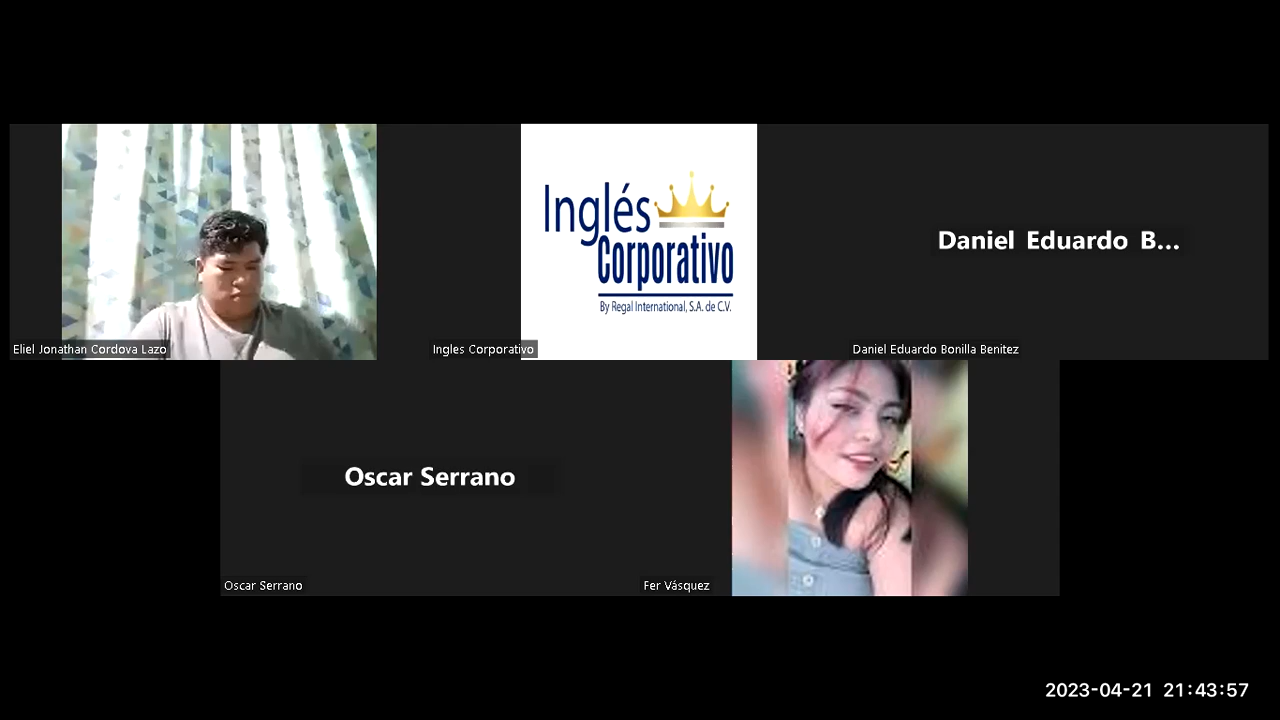 Inglés
Corporativo
By Regal International, S.A. de C.V.
Daniel Eduardo B...
Eliel Jonathan Cordova Lazo
Ingles Corporativo
Daniel Eduardo Bonilla Benitez
Oscar Serrano
Oscar Serrano
Fer Vásquez
2023-04-21 21:43:57